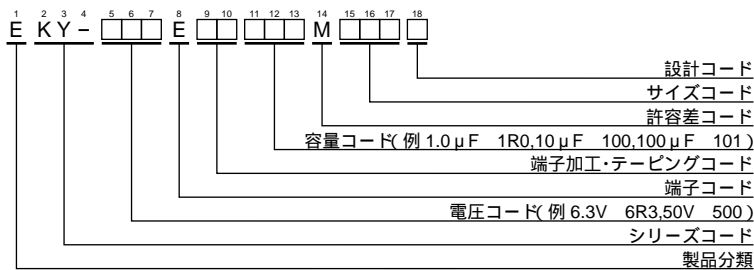 1 2 3 4 5 6 7 8 9 10 11 12 13 14 15 16 17 18
E KY- □□□ E □□ □□□ M □□□ □
設計コード
サイズコード
許容差コード
容量コード(例 1.0μF 1R0,10μF 100,100μF 101)
端子加工・テーピングコード
端子コード
電圧コード(例 6.3V 6R3,50V 500)
シリーズコード
製品分類